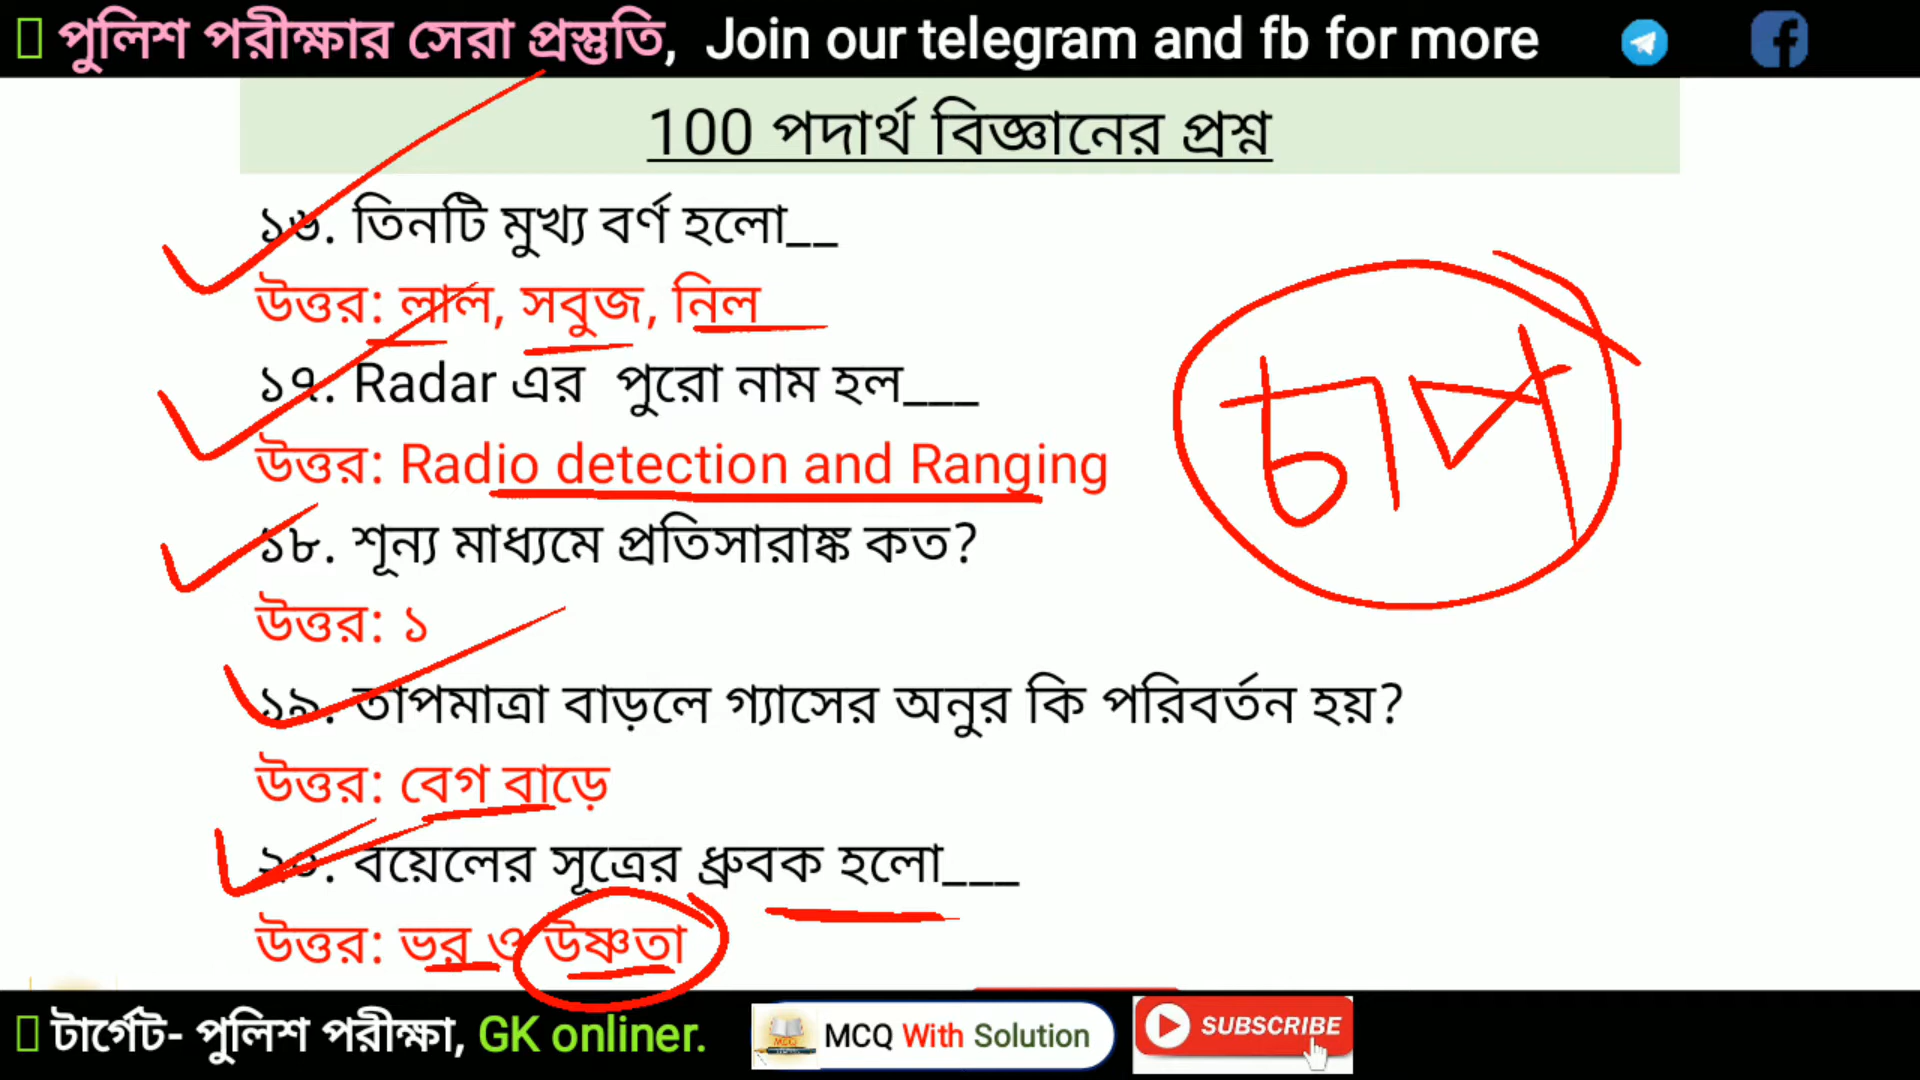 পুলিশ পরীক্ষার সেরা প্রস্তুতি, Join our telegram and fb for more
100 পদার্থ বিজ্ঞানের প্রশ্ন
১৬. তিনটি মুখ্য বর্ণ হলো__
উত্তর: লাল, সবুজ, নিল
১৭. Radar এর পুরো নাম হল___
উত্তর: Radio detection and Ranging
চাপ
১৮. শূন্য মাধ্যমে প্রতিসারাঙ্ক কত?
উত্তর: ১
১৯. তাপমাত্রা বাড়লে গ্যাসের অনুর কি পরিবর্তন হয়?
উত্তর: বেগ বাড়ে
২০. বয়েলের সূত্রের ধ্রুবক হলো___
উত্তর: ভর ও উষ্ণতা
টার্গেট- পুলিশ পরীক্ষা, GK onliner.
MCQ With Solution
SUBSCRIBE